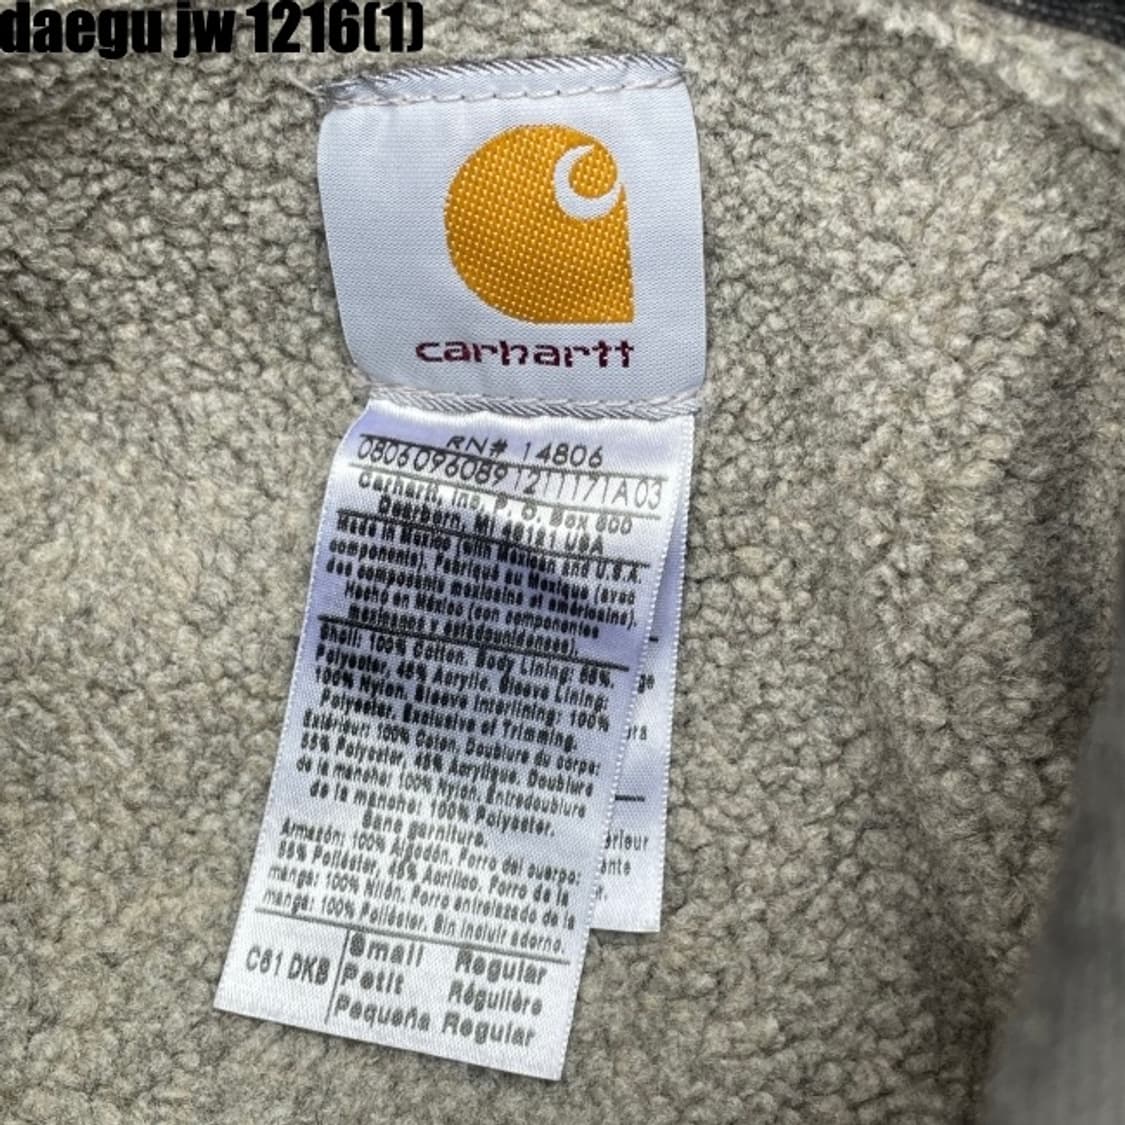 daegu jw 1216(1)
carhartt
RN# 14806
0806096089121117 1A03
Carhartt, Inc, P. O. Box 600
Dearborn, MI 48121 USA
Made in Mexico (with Mexican and U.S.A.
components). Fabriqué au Mexique (avec
des composants mexicains et américains).
Hecho en México (con componentes
mexicanos y estadounidenses).
Shell: 100% Cotton. Body Lining: 55%
Polyester, 45% Acrylic. Sleeve Lining:
100% Nylon. Sleeve Interlining: 100%
Polyester. Exclusive of Trimming.
Extérieur: 100% Coton. Doublure du corps:
55% Polyester, 45% Acrylique. Doublure
de la manche: 100% Nylon. Entredoublure
de la manche: 100% Polyester.
Sans garniture.
Armazón: 100% Algodón. Forro del cuerpo:
55% Poliéster, 45% Acrílico. Forro de la
manga: 100% Nilón. Forro entrelazado de la
manga: 100% Poliéster. Sin incluir adorno.
C61 DKB
Small Regular
Petit Régulière
Pequeña Regular
érieur